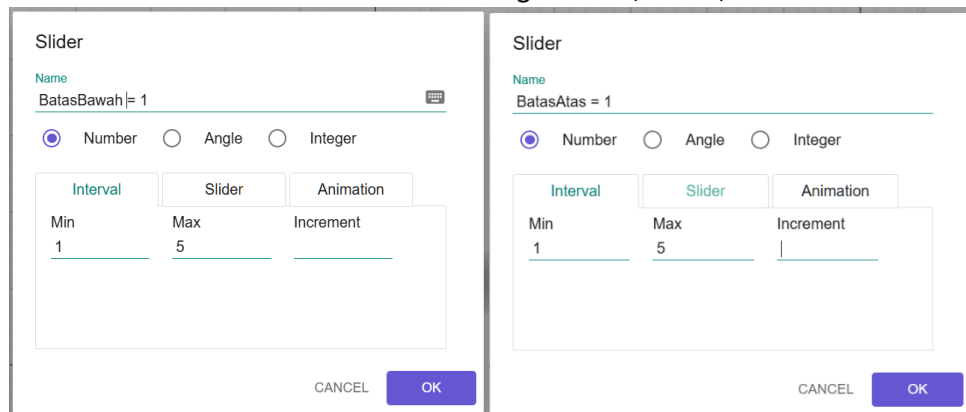 Slider
Name
BatasBawah = 1
Number Angle Integer
Interval Slider Animation
Min Max Increment
1 5
CANCEL OK
Slider
Name
BatasAtas = 1
Number Angle Integer
Interval Slider Animation
Min Max Increment
1 5
CANCEL OK